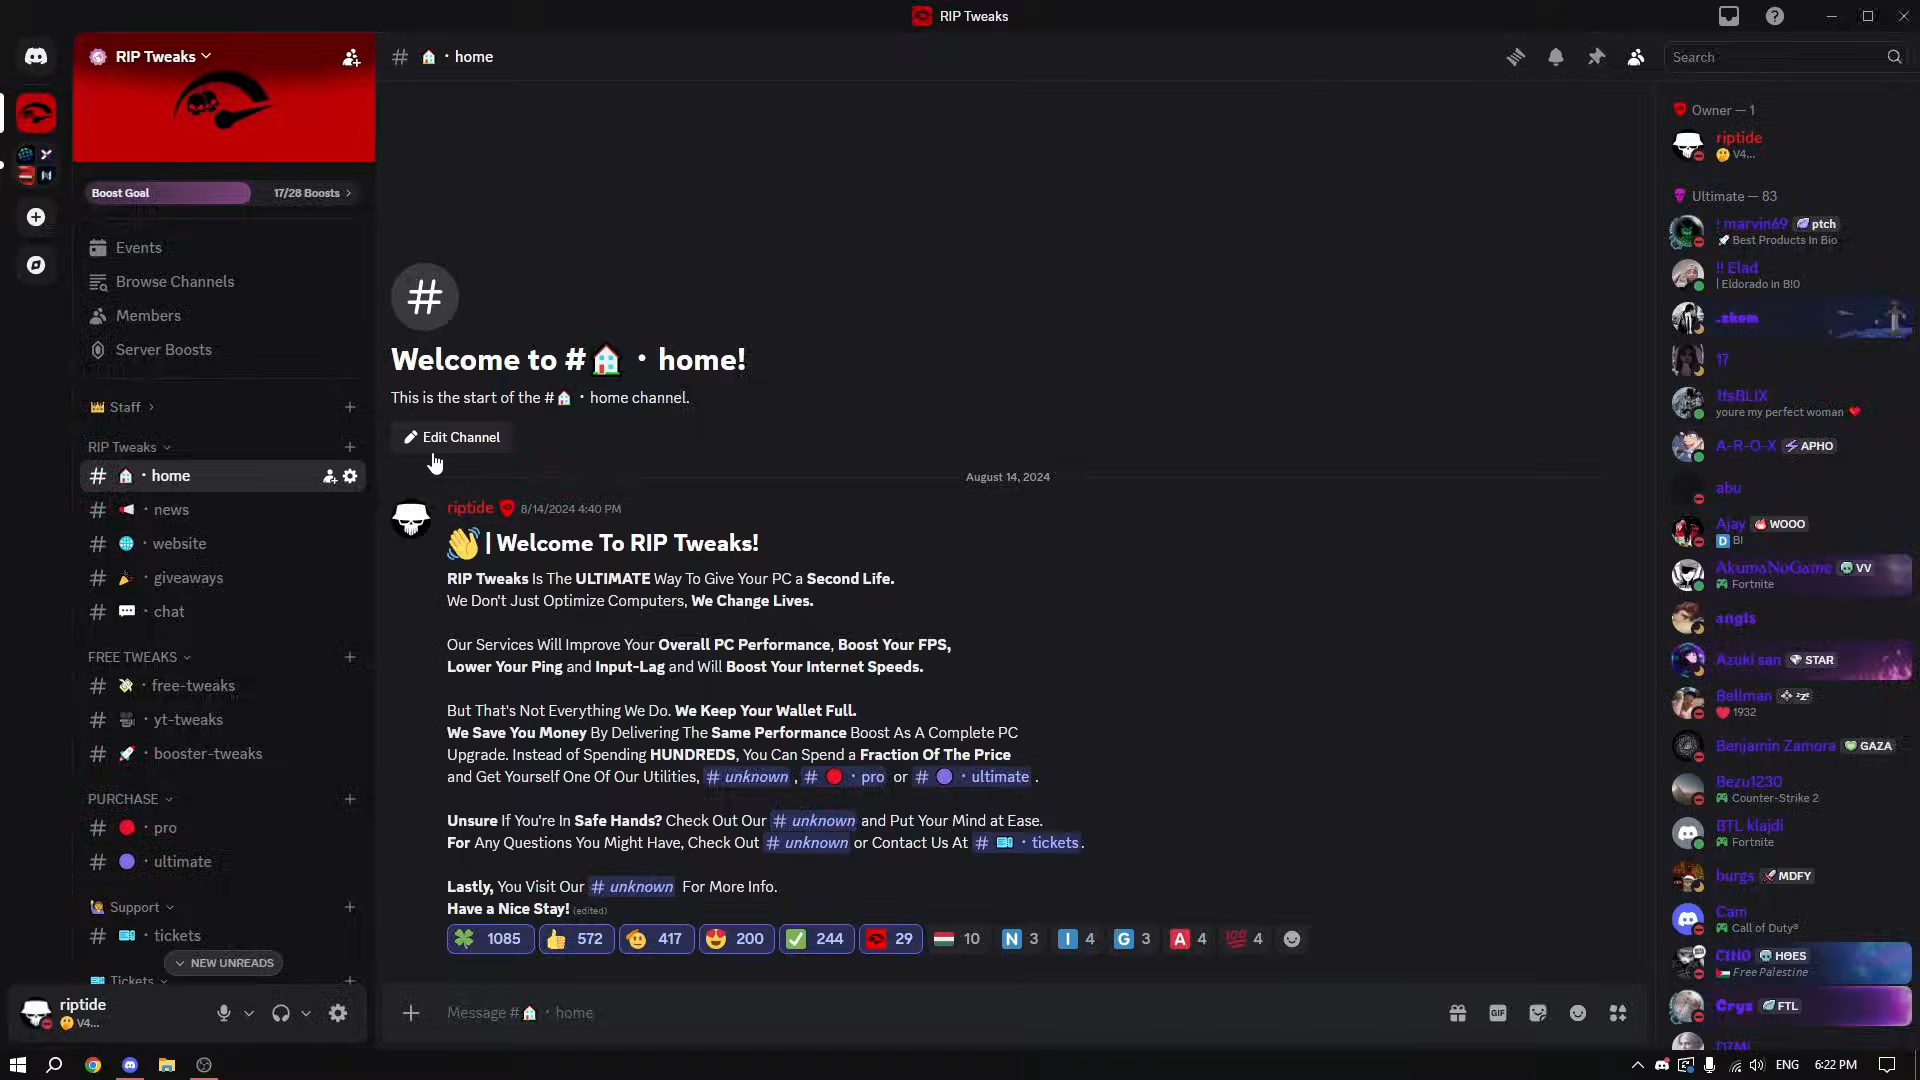 RIP Tweaks
RIP Tweaks
# 🏠・home
Search
Boost Goal
17/28 Boosts
Events
Browse Channels
Members
Server Boosts
Staff
RIP Tweaks
🏠・home
📢・news
🌐・website
🎉・giveaways
💬・chat
FREE TWEAKS
💸・free-tweaks
・yt-tweaks
🚀・booster-tweaks
PURCHASE
🔴・pro
🟣・ultimate
Support
🎟️・tickets
NEW UNREADS
Tickets
riptide
🤫 V4...
#
Welcome to #🏠・home!
This is the start of the #🏠・home channel.
Edit Channel
August 14, 2024
riptide 8/14/2024 4:40 PM
👋 | Welcome To RIP Tweaks!
RIP Tweaks Is The ULTIMATE Way To Give Your PC a Second Life.
We Don't Just Optimize Computers, We Change Lives.
Our Services Will Improve Your Overall PC Performance, Boost Your FPS,
Lower Your Ping and Input-Lag and Will Boost Your Internet Speeds.
But That's Not Everything We Do. We Keep Your Wallet Full.
We Save You Money By Delivering The Same Performance Boost As A Complete PC
Upgrade. Instead of Spending HUNDREDS, You Can Spend a Fraction Of The Price
and Get Yourself One Of Our Utilities, # unknown , # 🔴・pro or # 🟣・ultimate .
Unsure If You're In Safe Hands? Check Out Our # unknown and Put Your Mind at Ease.
For Any Questions You Might Have, Check Out # unknown or Contact Us At # 🎟️・tickets .
Lastly, You Visit Our # unknown For More Info.
Have a Nice Stay! (edited)
🍀 1085 👍 572 🫡 417 😍 200 ✅ 244 29 🇭🇺 10 N 3 I 4 G 3 A 4 💯 4
Message #🏠・home
GIF
Owner — 1
riptide
🤫 V4...
Ultimate — 83
! marvin69 ptch
🚀 Best Products In Bio
!! Elad
| Eldorado in B!0
.zkem
17
1fsBLIX
youre my perfect woman ❤️
A-R-O-X APHO
abu
Ajay WOOO
D BI
AkumaNoGame VV
Fortnite
angls
Azuki san STAR
Bellman zzz
❤️ 1932
Benjamin Zamora GAZA
Bezu1230
Counter-Strike 2
BTL klajdi
Fortnite
burgs MDFY
Cam
Call of Duty®
CINO HΘES
🇵🇸 Free Palestine
Cryz FTL
D7MI
ENG
6:22 PM